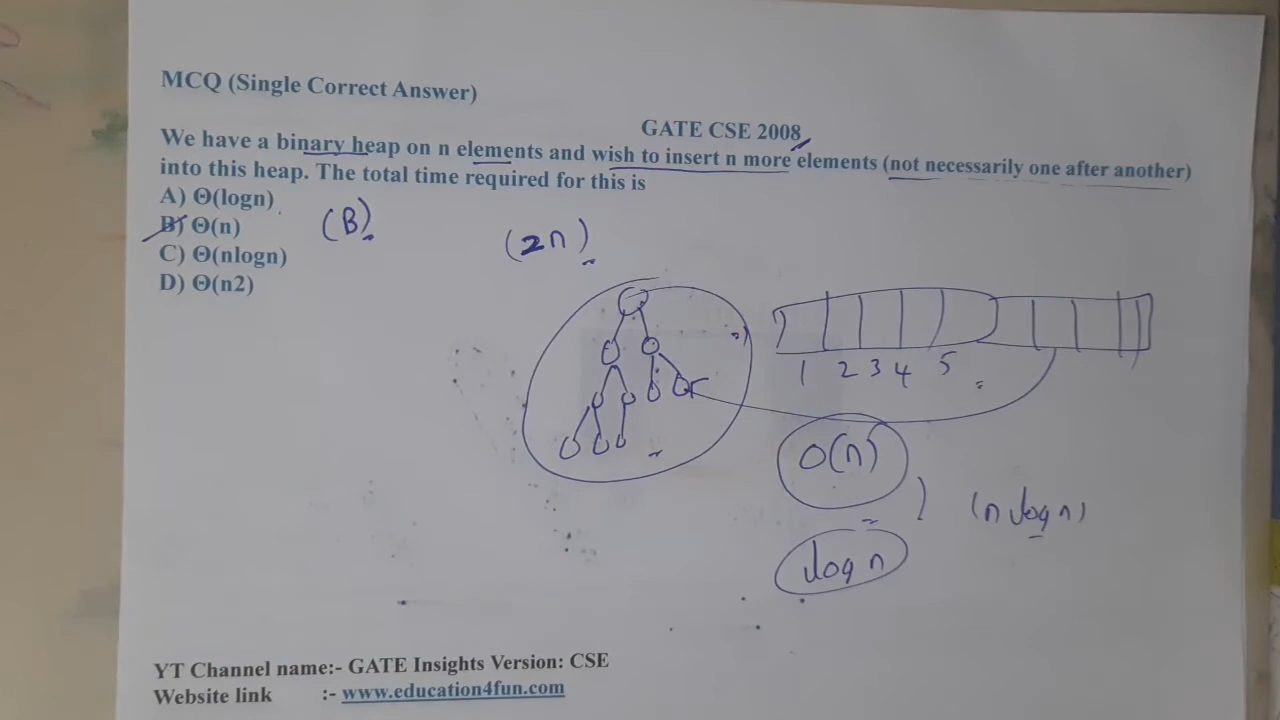 MCQ (Single Correct Answer)
GATE CSE 2008
We have a binary heap on n elements and wish to insert n more elements (not necessarily one after another)
into this heap. The total time required for this is
A) Θ(logn)
B) Θ(n)
(B)
(2n)
C) Θ(nlogn)
D) Θ(n2)
1 2 3 4 5
O(n)
(n logn)
log n
YT Channel name:- GATE Insights Version: CSE
Website link :- www.education4fun.com